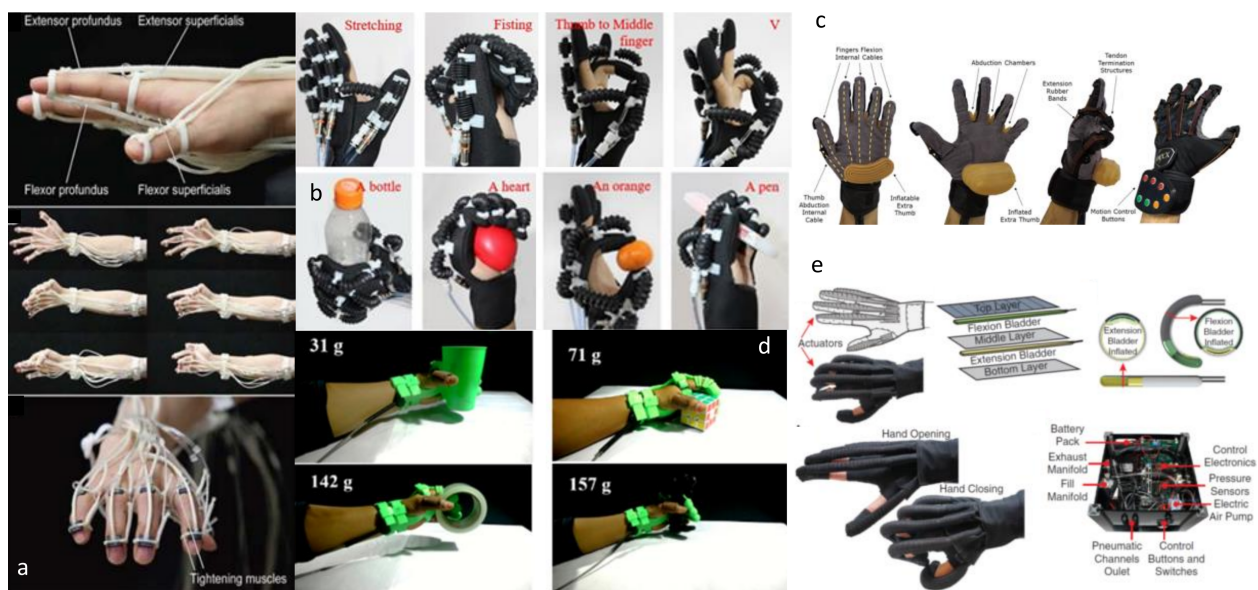 Extensor profundus
Extensor superficialis
Flexor profundus
Flexor superficialis
Tightening muscles
a
Stretching
Fisting
Thumb to Middle
finger
V
b
A bottle
A heart
An orange
A pen
c
Fingers Flexion
Internal Cables
Abduction Chambers
Tendon
Termination
Structures
Extension
Rubber
Bands
Thumb
Abduction
Internal
Cable
Inflatable
Extra
Thumb
Inflated
Extra Thumb
Motion Control
Buttons
31 g
71 g
d
142 g
157 g
e
Actuators
Top Layer
Flexion Bladder
Middle Layer
Extension Bladder
Bottom Layer
Extension
Bladder
Inflated
Flexion
Bladder
Inflated
Hand Opening
Hand Closing
Battery
Pack
Exhaust
Manifold
Fill
Manifold
Control
Electronics
Pressure
Sensors
Electric
Air Pump
Pneumatic
Channels
Oulet
Control
Buttons and
Switches